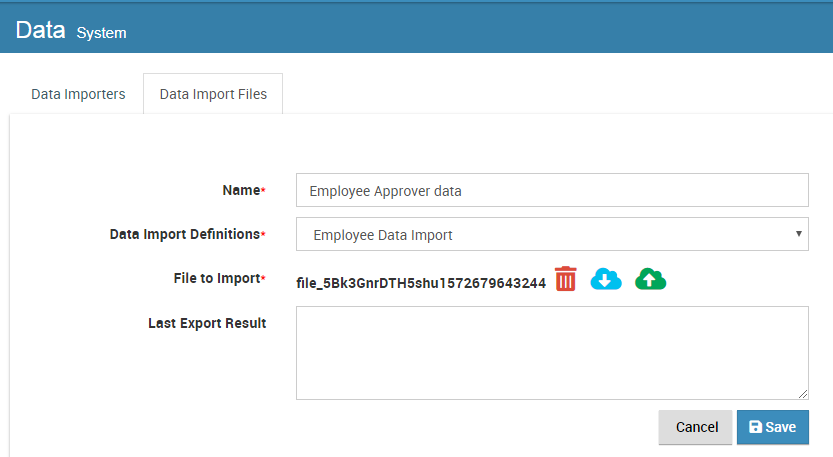 Data System
Data Importers Data Import Files
Name* Employee Approver data
Data Import Definitions* Employee Data Import
File to Import* file_5Bk3GnrDTH5shu1572679643244
Last Export Result
Cancel Save